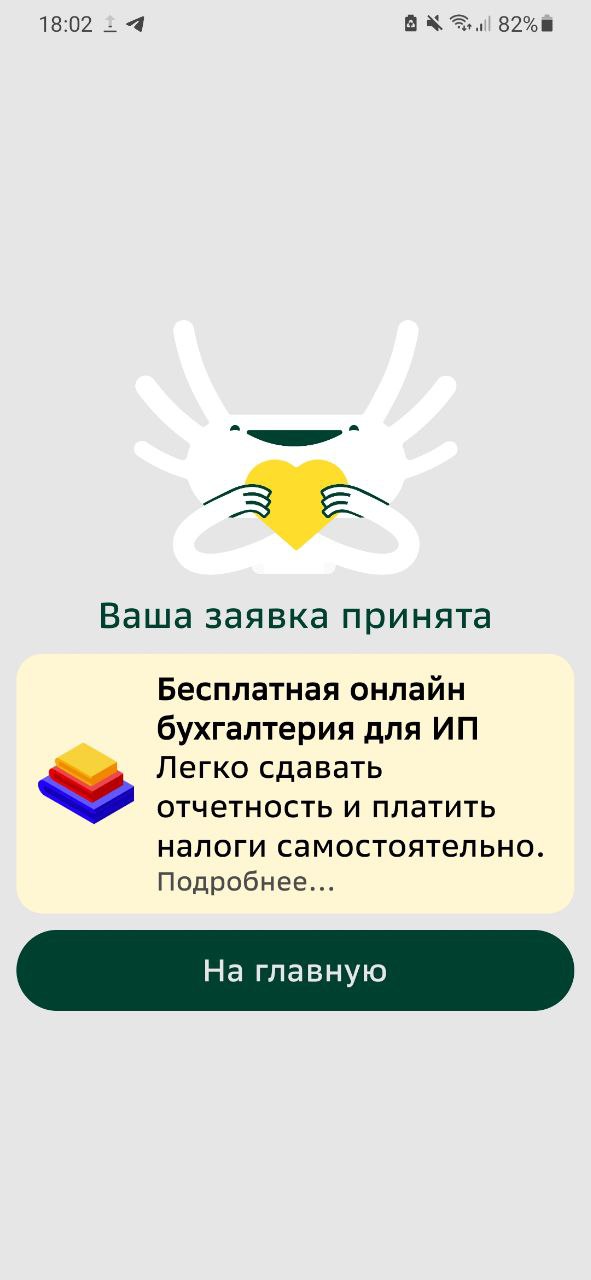 18:02
82%
Ваша заявка принята
Бесплатная онлайн
бухгалтерия для ИП
Легко сдавать
отчетность и платить
налоги самостоятельно.
Подробнее...
На главную